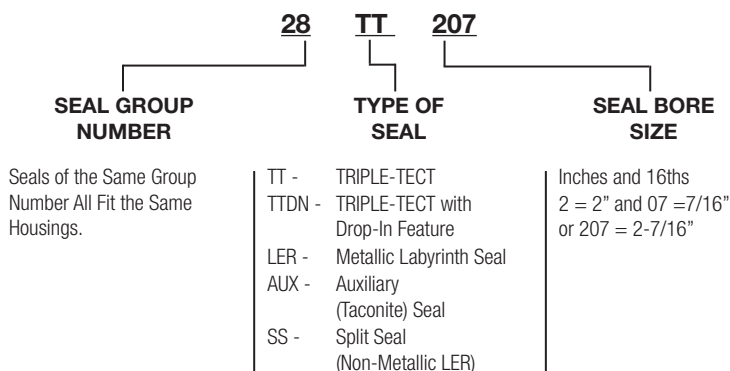 28 TT 207
SEAL GROUP
NUMBER
Seals of the Same Group
Number All Fit the Same
Housings.
TYPE OF
SEAL
TT - TRIPLE-TECT
TTDN - TRIPLE-TECT with
Drop-In Feature
LER - Metallic Labyrinth Seal
AUX - Auxiliary
(Taconite) Seal
SS - Split Seal
(Non-Metallic LER)
SEAL BORE
SIZE
Inches and 16ths
2 = 2" and 07 =7/16"
or 207 = 2-7/16"